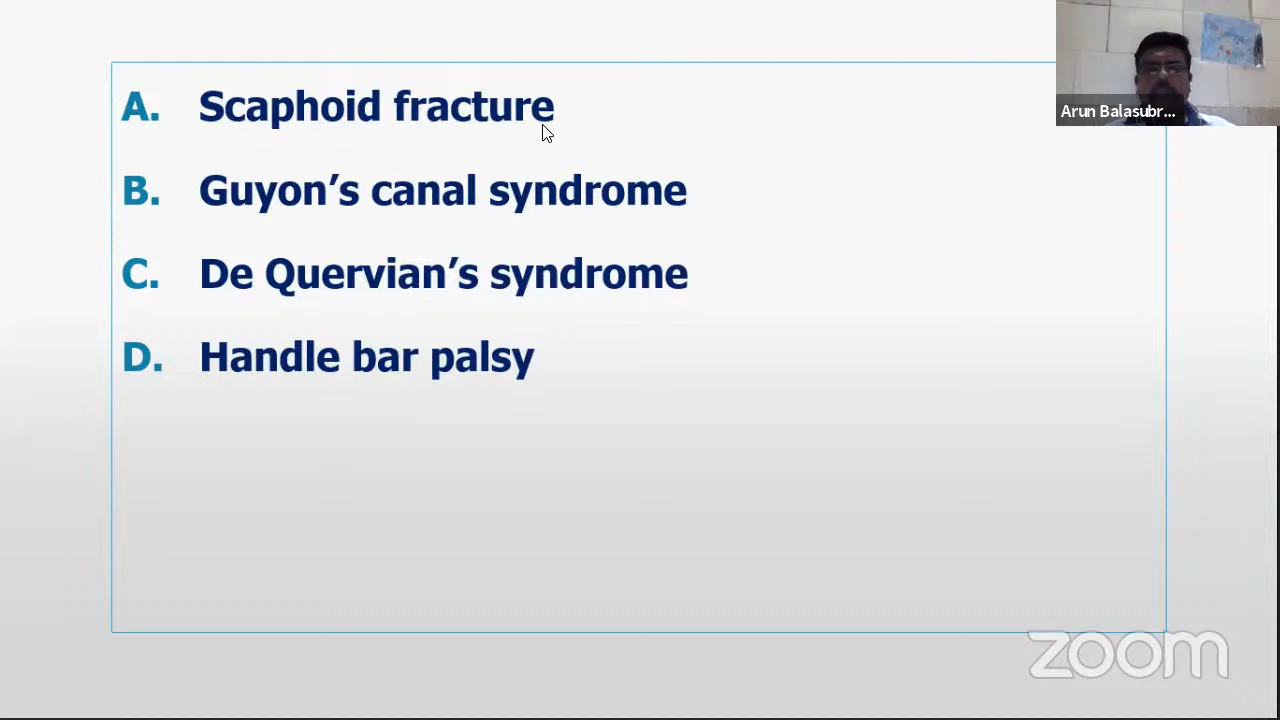 A. Scaphoid fracture
B. Guyon’s canal syndrome
C. De Quervian’s syndrome
D. Handle bar palsy
Arun Balasubr...
zoom